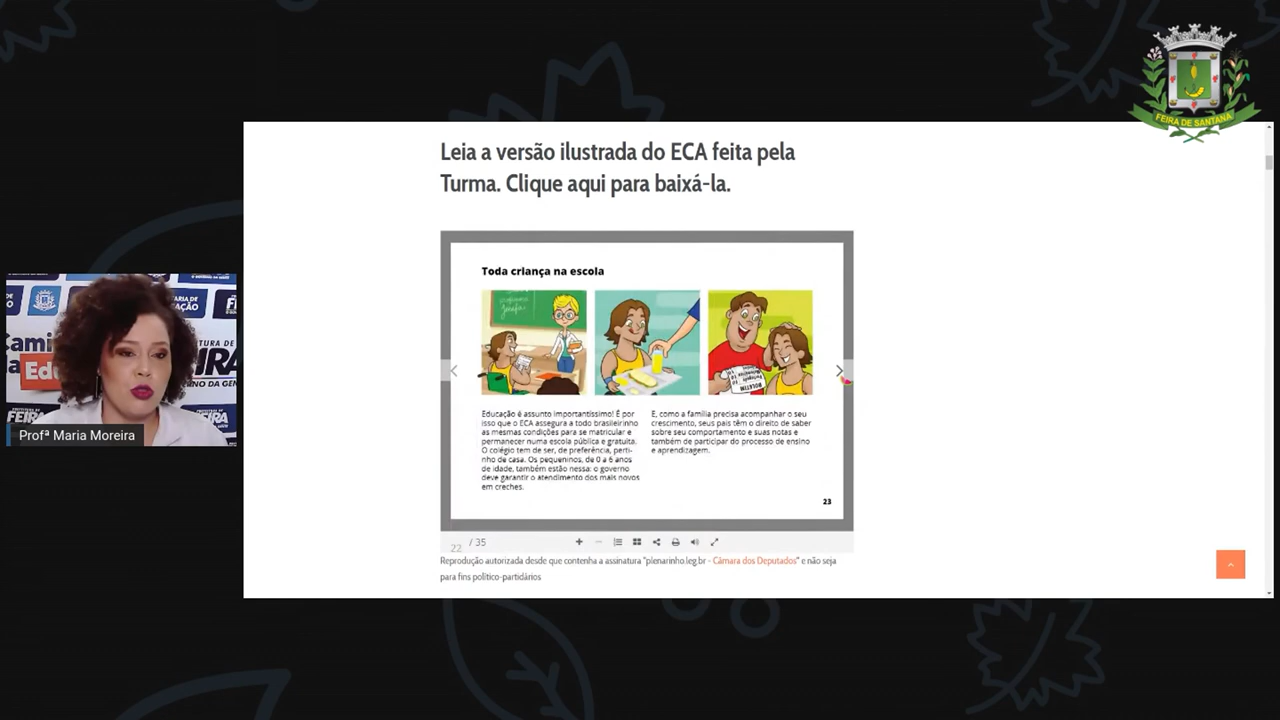 FEIRA DE SANTANA
Leia a versão ilustrada do ECA feita pela
Turma. Clique aqui para baixá-la.
Toda criança na escola
Educação é assunto importantíssimo! É por
isso que o ECA assegura a todo brasileirinho
as mesmas condições para se matricular e
permanecer numa escola pública e gratuita.
O colégio tem de ser, de preferência, perti-
nho de casa. Os pequeninos, de 0 a 6 anos
de idade, também estão nessa: o governo
deve garantir o atendimento dos mais novos
em creches.
E, como a família precisa acompanhar o seu
crescimento, seus pais têm o direito de saber
sobre seu comportamento e suas notas e
também de participar do processo de ensino
e aprendizagem.
23
22 / 35
Reprodução autorizada desde que contenha a assinatura "plenarinho.leg.br - Câmara dos Deputados" e não seja
para fins político-partidários
BOLETIM
FEIRA
Profª Maria Moreira